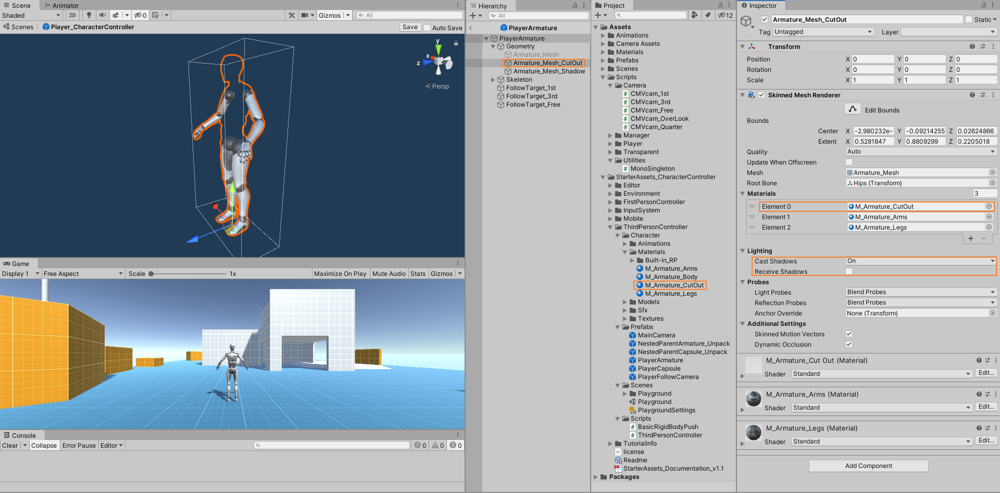 Scene
Animator
Shaded
2D
0
Gizmos
All
Scenes
Player_CharacterController
Save
Auto Save
y
x
z
Persp
Game
Display 1
Free Aspect
Scale
1x
Maximize On Play
Mute Audio
Stats
Gizmos
Console
Clear
Collapse
Error Pause
Editor
0
0
0
Hierarchy
All
PlayerArmature
PlayerArmature
Geometry
Armature_Mesh
Armature_Mesh_CutOut
Armature_Mesh_Shadow
Skeleton
FollowTarget_1st
FollowTarget_3rd
FollowTarget_Free
Project
12
Assets
Animations
Camera Assets
Materials
Prefabs
Scenes
Scripts
Camera
CMVcam_1st
CMVcam_3rd
CMVcam_Free
CMVcam_OverLook
CMVcam_Quarter
Manager
Player
Transparent
Utilities
MonoSingleton
StarterAssets_CharacterController
Editor
Environment
FirstPersonController
InputSystem
Mobile
ThirdPersonController
Character
Animations
Materials
Built-in_RP
M_Armature_Arms
M_Armature_Body
M_Armature_CutOut
M_Armature_Legs
Models
Sfx
Textures
Prefabs
MainCamera
NestedParentArmature_Unpack
NestedParentCapsule_Unpack
PlayerArmature
PlayerCapsule
PlayerFollowCamera
Scenes
Playground
Playground
PlaygroundSettings
Scripts
BasicRigidBodyPush
ThirdPersonController
TutorialInfo
license
Readme
StarterAssets_Documentation_v1.1
Packages
Inspector
Armature_Mesh_CutOut
Static
Tag Untagged
Layer
Transform
Position X 0 Y 0 Z 0
Rotation X 0 Y 0 Z 0
Scale X 1 Y 1 Z 1
Skinned Mesh Renderer
Edit Bounds
Bounds
Center X -2.980232e- Y -0.09214255 Z 0.02624866
Extent X 0.5281847 Y 0.8809299 Z 0.2205018
Quality Auto
Update When Offscreen
Mesh Armature_Mesh
Root Bone Hips (Transform)
Materials 3
Element 0 M_Armature_CutOut
Element 1 M_Armature_Arms
Element 2 M_Armature_Legs
Lighting
Cast Shadows On
Receive Shadows
Probes
Light Probes Blend Probes
Reflection Probes Blend Probes
Anchor Override None (Transform)
Additional Settings
Skinned Motion Vectors
Dynamic Occlusion
M_Armature_Cut Out (Material)
Shader Standard Edit...
M_Armature_Arms (Material)
Shader Standard Edit...
M_Armature_Legs (Material)
Shader Standard Edit...
Add Component